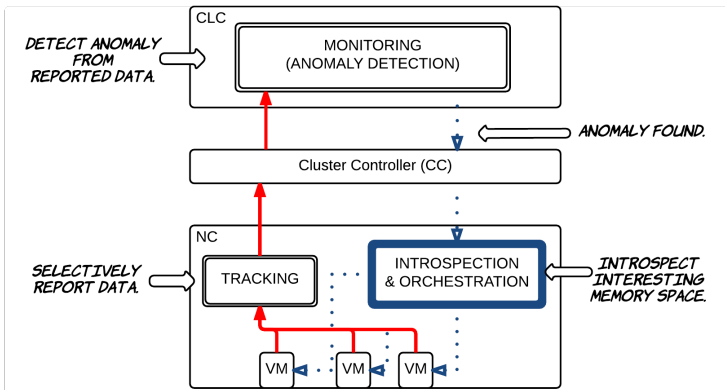 CLC
DETECT ANOMALY
FROM
REPORTED DATA.
MONITORING
(ANOMALY DETECTION)
ANOMALY FOUND.
Cluster Controller (CC)
NC
SELECTIVELY
REPORT DATA.
TRACKING
INTROSPECTION
& ORCHESTRATION
INTROSPECT
INTERESTING
MEMORY SPACE.
VM
VM
VM